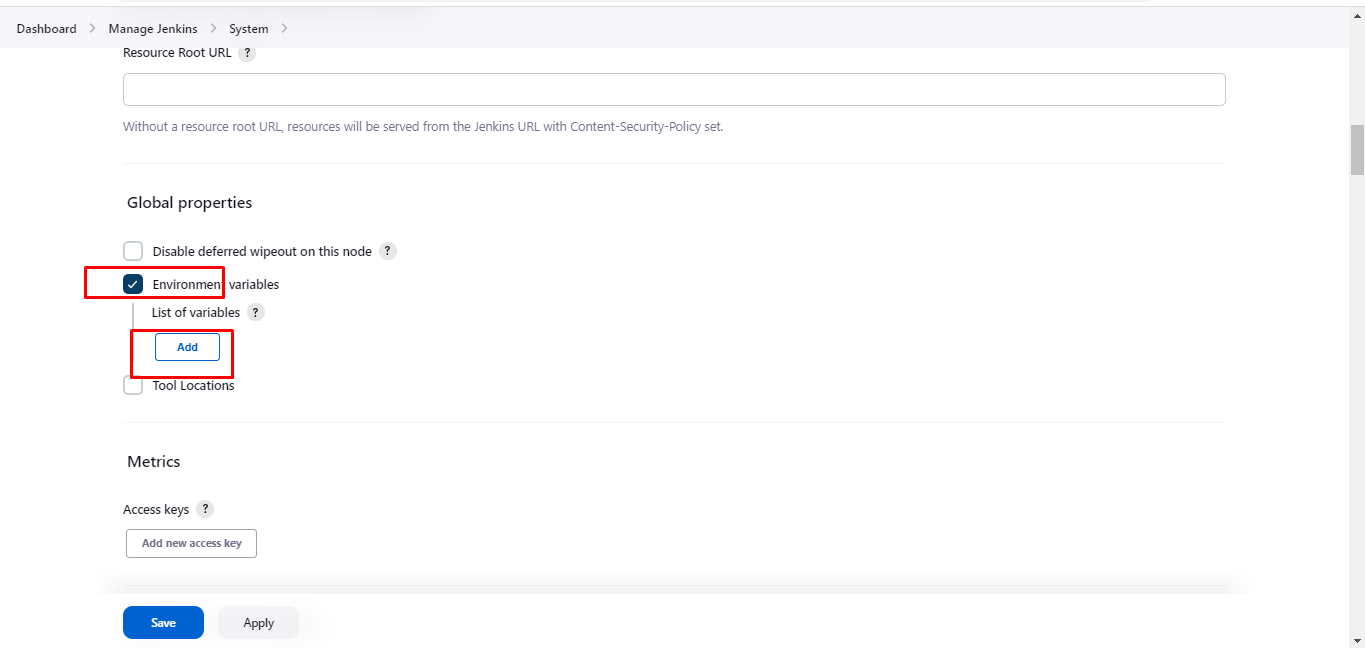 Dashboard > Manage Jenkins > System >
Resource Root URL ?
Without a resource root URL, resources will be served from the Jenkins URL with Content-Security-Policy set.
Global properties
Disable deferred wipeout on this node ?
Environment variables
List of variables ?
Add
Tool Locations
Metrics
Access keys ?
Add new access key
Save Apply